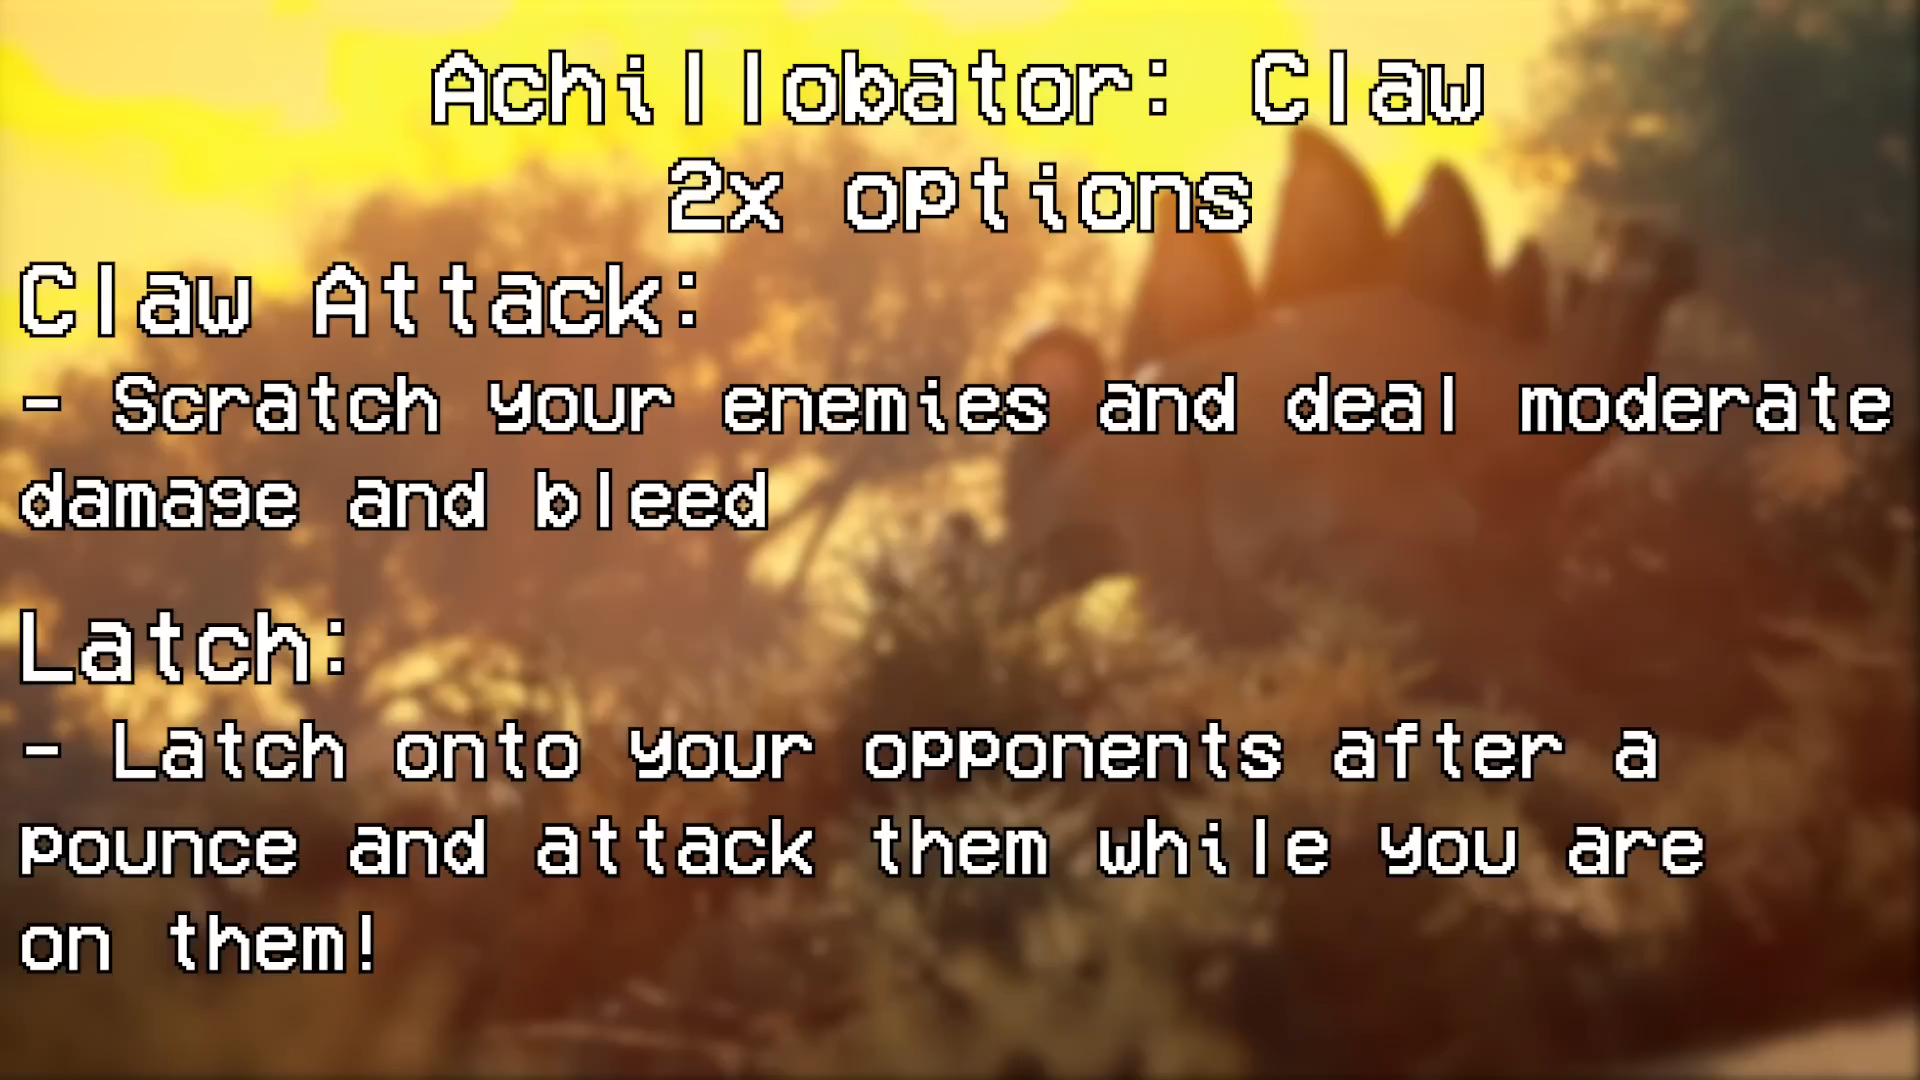 Achillobator: Claw
2x options
Claw Attack:
- Scratch your enemies and deal moderate
damage and bleed
Latch:
- Latch onto your opponents after a
pounce and attack them while you are
on them!